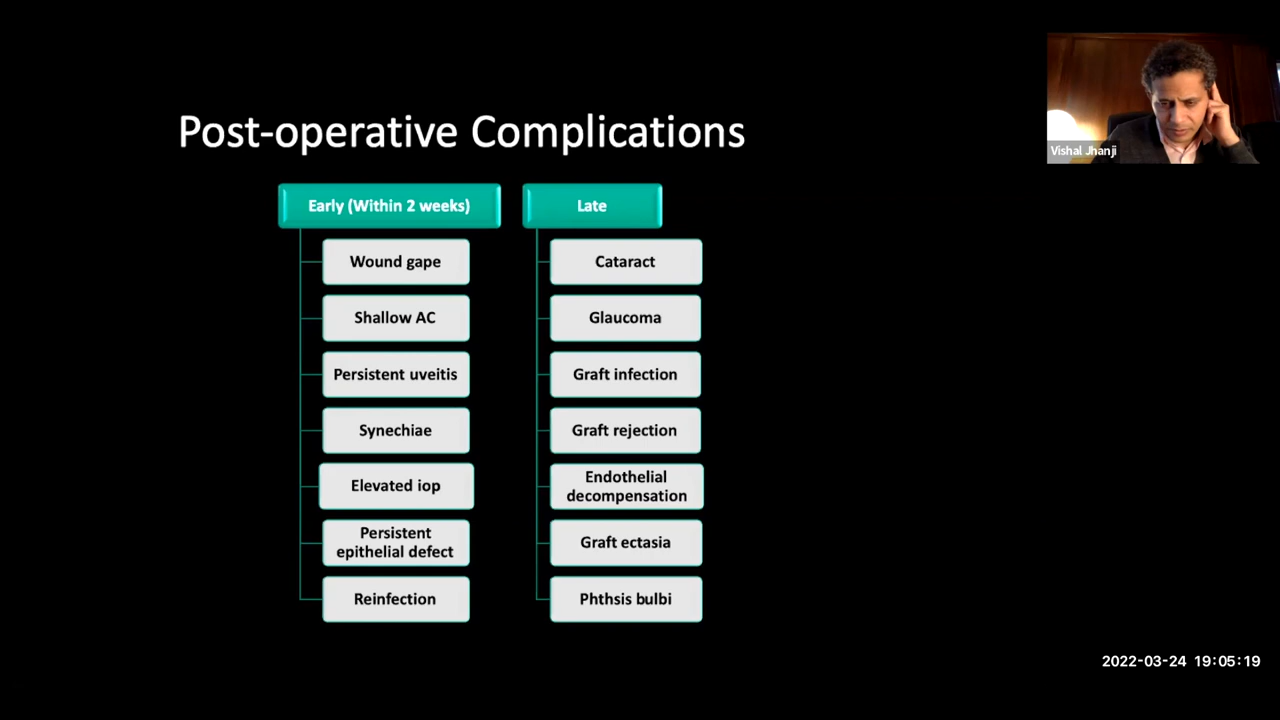 Vishal Jhanji
Post-operative Complications
Early (Within 2 weeks)
Wound gape
Shallow AC
Persistent uveitis
Synechiae
Elevated iop
Persistent
epithelial defect
Reinfection
Late
Cataract
Glaucoma
Graft infection
Graft rejection
Endothelial
decompensation
Graft ectasia
Phthsis bulbi
2022-03-24 19:05:19